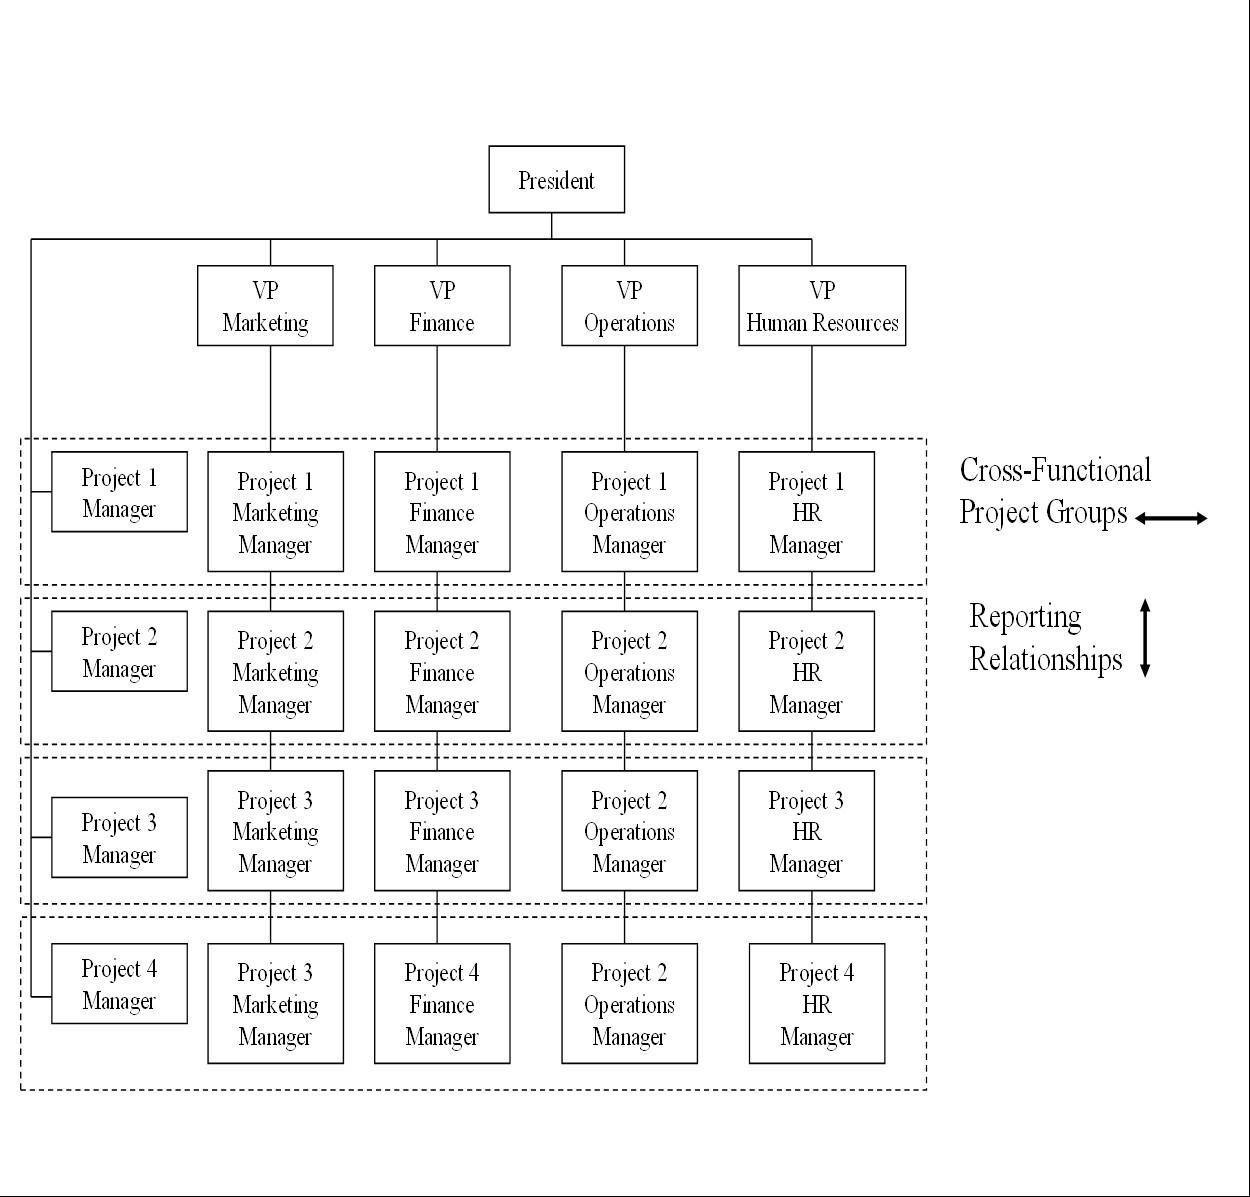 President
VP
Marketing
VP
Finance
VP
Operations
VP
Human Resources
Project 1
Manager
Project 1
Marketing
Manager
Project 1
Finance
Manager
Project 1
Operations
Manager
Project 1
HR
Manager
Cross-Functional
Project Groups
Project 2
Manager
Project 2
Marketing
Manager
Project 2
Finance
Manager
Project 2
Operations
Manager
Project 2
HR
Manager
Reporting
Relationships
Project 3
Manager
Project 3
Marketing
Manager
Project 3
Finance
Manager
Project 2
Operations
Manager
Project 3
HR
Manager
Project 4
Manager
Project 3
Marketing
Manager
Project 4
Finance
Manager
Project 2
Operations
Manager
Project 4
HR
Manager